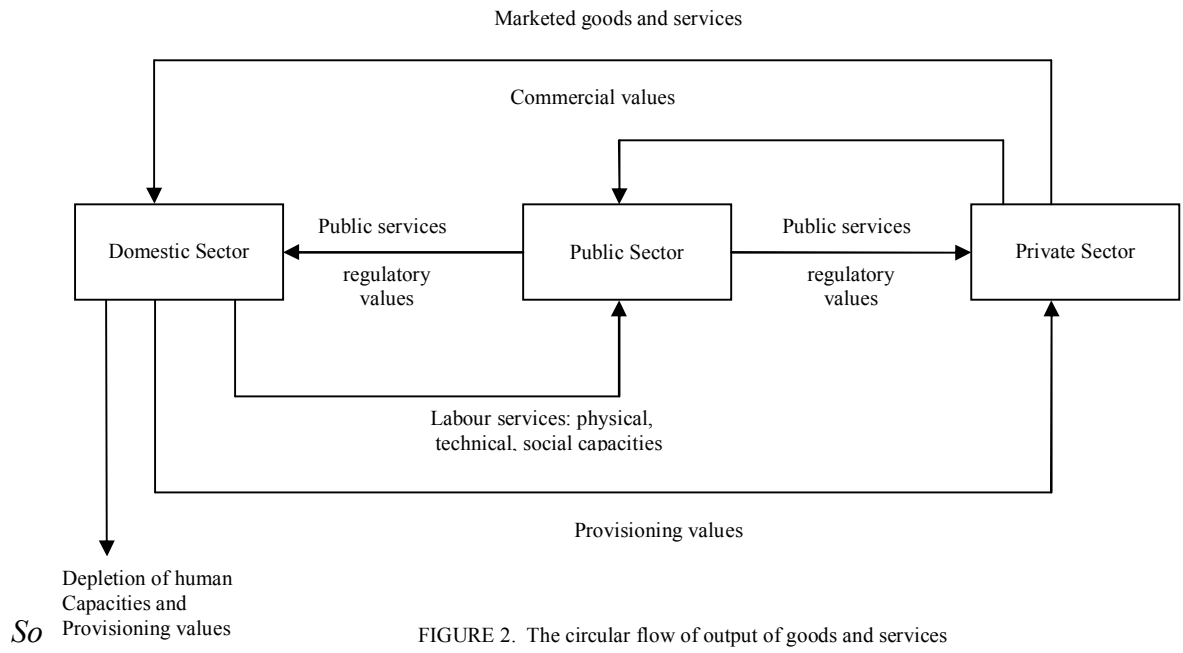 Marketed goods and services
Commercial values
Domestic Sector
Public services
regulatory
values
Public Sector
Public services
regulatory
values
Private Sector
Labour services: physical,
technical, social capacities
Provisioning values
Depletion of human
Capacities and
Provisioning values
So
FIGURE 2. The circular flow of output of goods and services